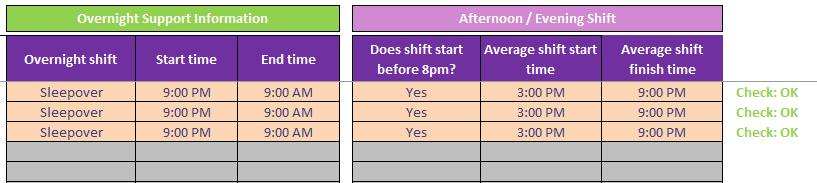 Overnight Support Information Afternoon / Evening Shift
Overnight shift Start time End time Does shift start before 8pm? Average shift start time Average shift finish time
Sleepover 9:00 PM 9:00 AM Yes 3:00 PM 9:00 PM Check: OK
Sleepover 9:00 PM 9:00 AM Yes 3:00 PM 9:00 PM Check: OK
Sleepover 9:00 PM 9:00 AM Yes 3:00 PM 9:00 PM Check: OK